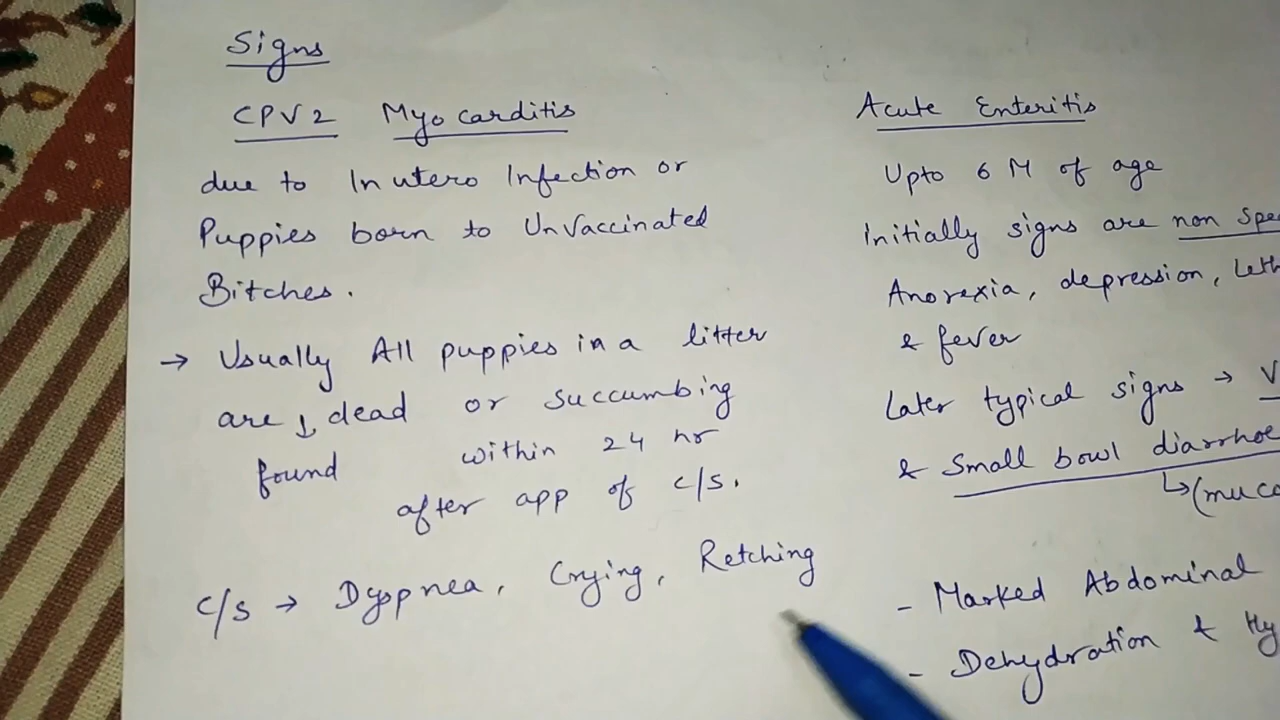 Signs
CPV2 Myocarditis
due to In utero Infection or
Puppies born to Unvaccinated
Bitches.
→ Usually All puppies in a litter
are ↓ dead or succumbing
found within 24 hr
after app of c/s.
c/s → Dyspnea, Crying, Retching
Acute Enteritis
Upto 6 M of age
initially signs are non
Anorexia, depression,
& fever
Later typical signs →
& Small bowl diarrhoe
↳(muco
- Marked Abdominal
- Dehydration &